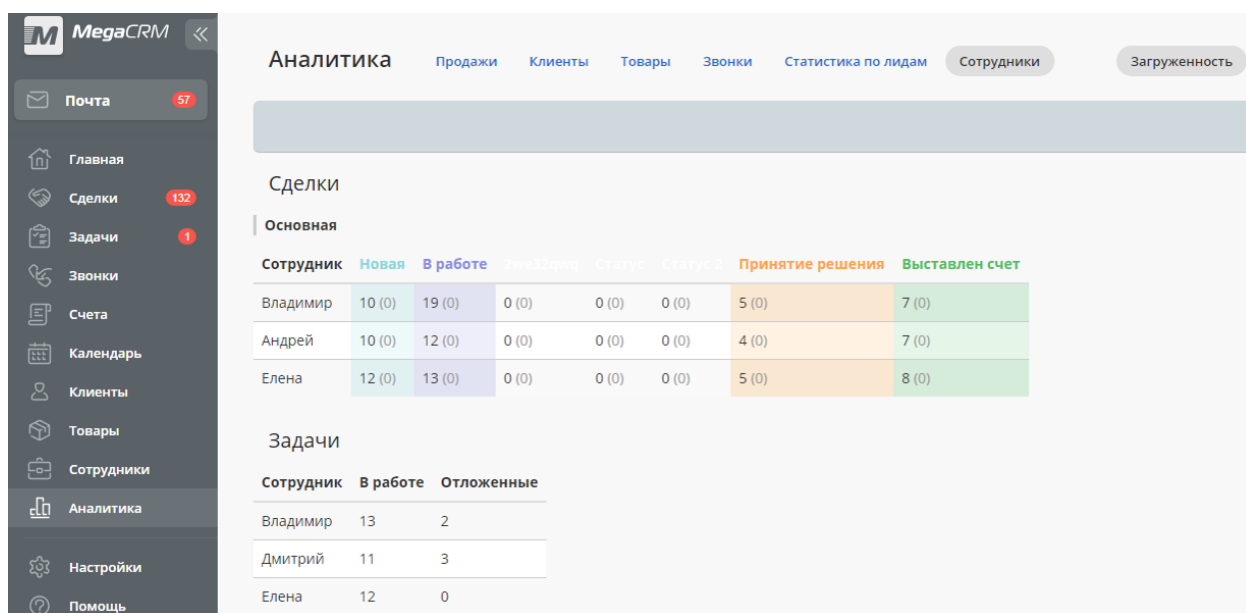 M MegaCRM
Аналитика Продажи Клиенты Товары Звонки Статистика по лидам Сотрудники Загруженность
Почта 57
Главная
Сделки 132
Задачи 1
Звонки
Счета
Календарь
Клиенты
Товары
Сотрудники
Аналитика
Настройки
Помощь
Сделки
Основная
Сотрудник Новая В работе Статус Статус 2 Принятие решения Выставлен счет
Владимир 10 (0) 19 (0) 0 (0) 0 (0) 0 (0) 5 (0) 7 (0)
Андрей 10 (0) 12 (0) 0 (0) 0 (0) 0 (0) 4 (0) 7 (0)
Елена 12 (0) 13 (0) 0 (0) 0 (0) 0 (0) 5 (0) 8 (0)
Задачи
Сотрудник В работе Отложенные
Владимир 13 2
Дмитрий 11 3
Елена 12 0